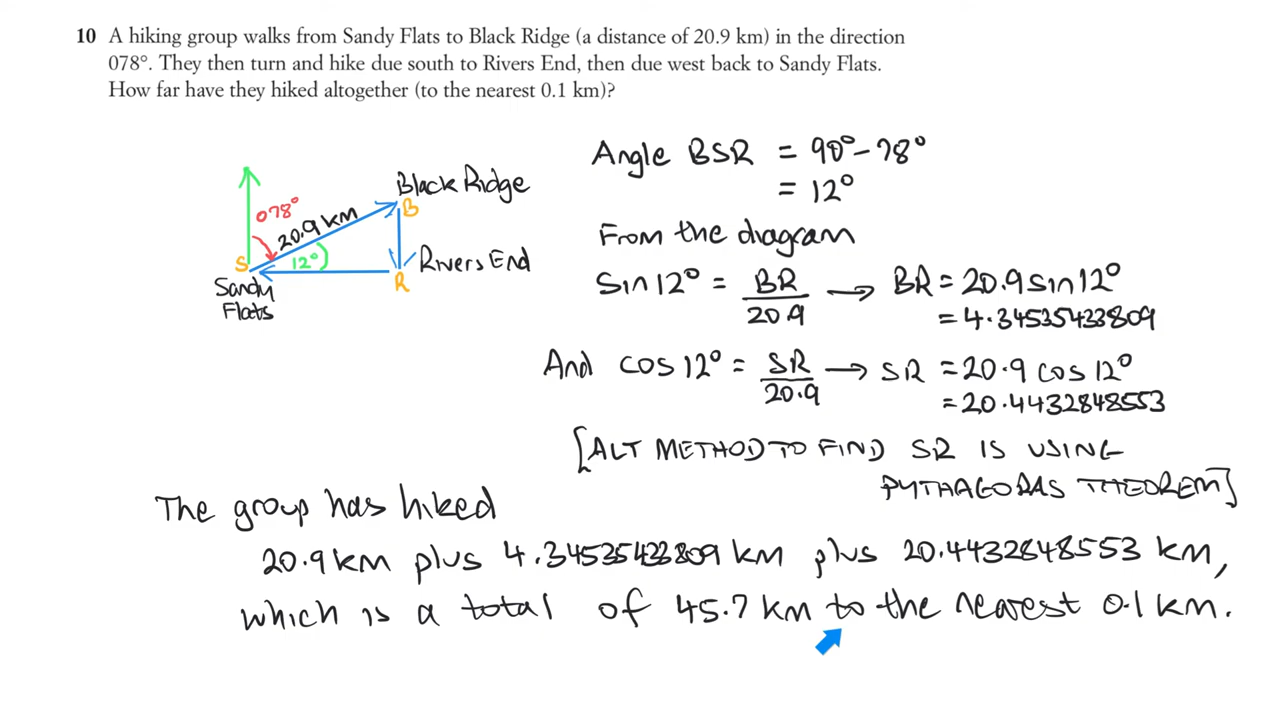 10 A hiking group walks from Sandy Flats to Black Ridge (a distance of 20.9 km) in the direction
078°. They then turn and hike due south to Rivers End, then due west back to Sandy Flats.
How far have they hiked altogether (to the nearest 0.1 km)?
Angle BSR = 90° - 78°
= 12°
Black Ridge
078°
20.9 km
B
From the diagram
S
12°
Rivers End
R
Sandy
Flats
Sin 12° = BR/20.9 → BR = 20.9 sin 12°
= 4.34535433809
And cos 12° = SR/20.9 → SR = 20.9 cos 12°
= 20.4432848553
[ALT METHOD TO FIND SR IS USING
PYTHAGORAS THEOREM]
The group has hiked
20.9 km plus 4.34535433809 km plus 20.4432848553 km,
which is a total of 45.7 km to the nearest 0.1 km.